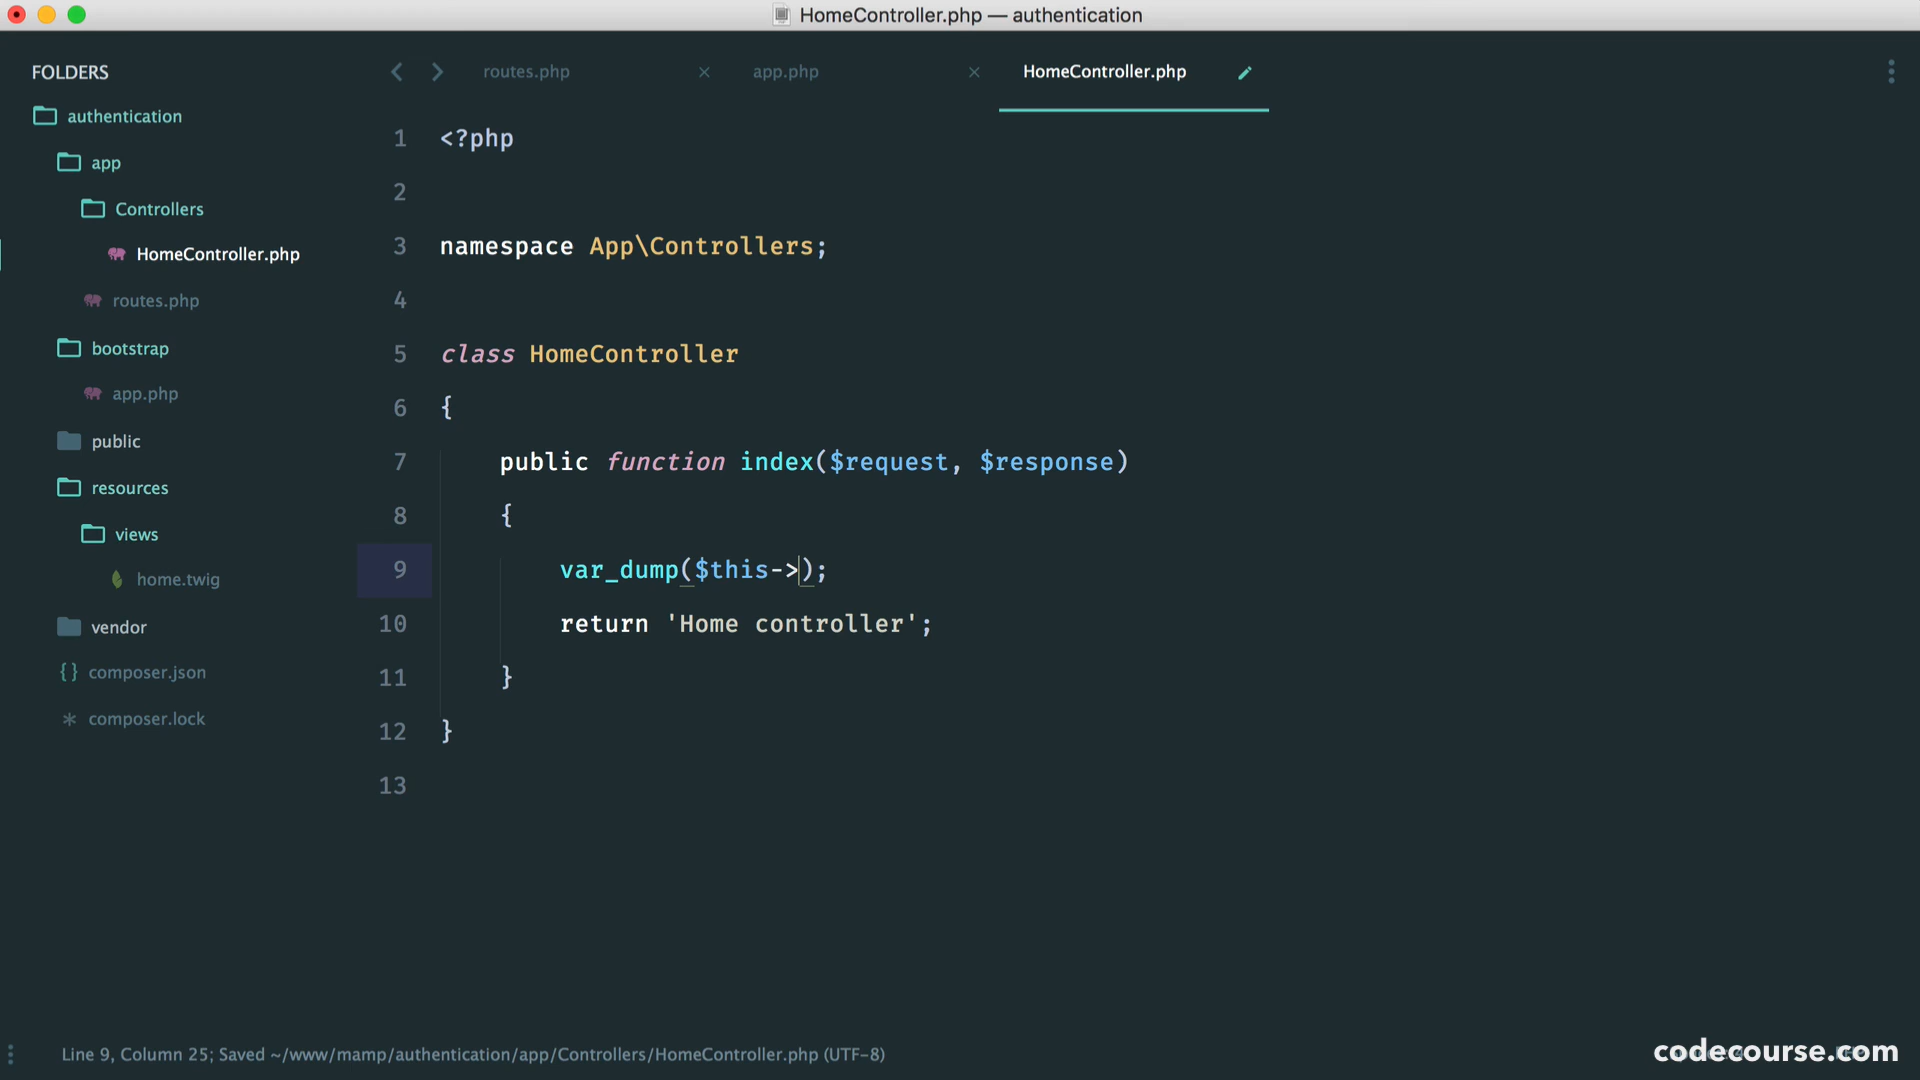 HomeController.php — authentication
FOLDERS
authentication
app
Controllers
HomeController.php
routes.php
bootstrap
app.php
public
resources
views
home.twig
vendor
{} composer.json
* composer.lock
routes.php × app.php × HomeController.php
1 <?php
2
3 namespace App\Controllers;
4
5 class HomeController
6 {
7 public function index($request, $response)
8 {
9 var_dump($this->);
10 return 'Home controller';
11 }
12 }
13
Line 9, Column 25; Saved ~/www/mamp/authentication/app/Controllers/HomeController.php (UTF-8)
codecourse.com